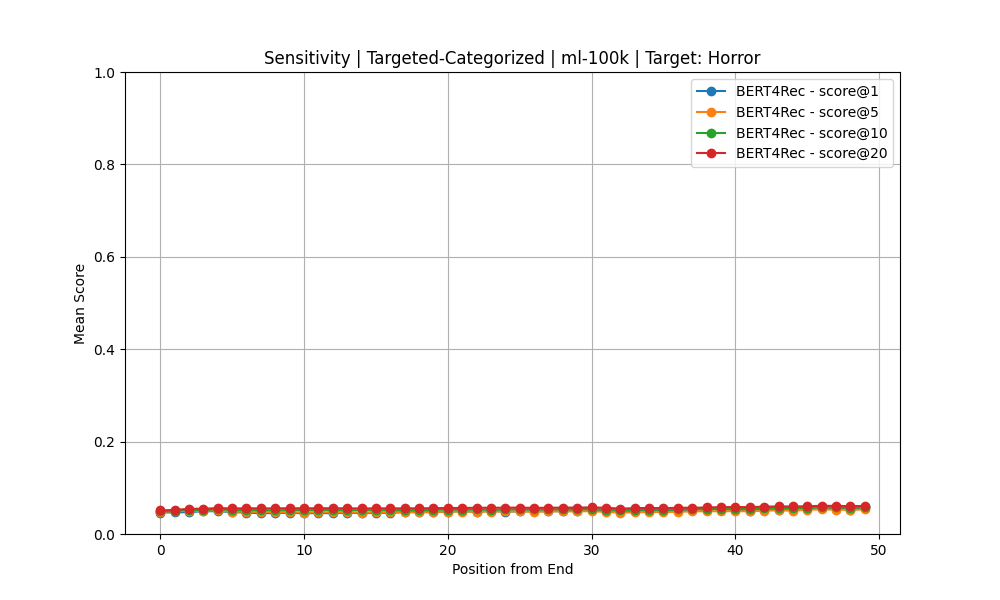 Sensitivity | Targeted-Categorized | ml-100k | Target: Horror
BERT4Rec - score@1
BERT4Rec - score@5
BERT4Rec - score@10
BERT4Rec - score@20
Mean Score
1.0
0.8
0.6
0.4
0.2
0.0
0 10 20 30 40 50
Position from End